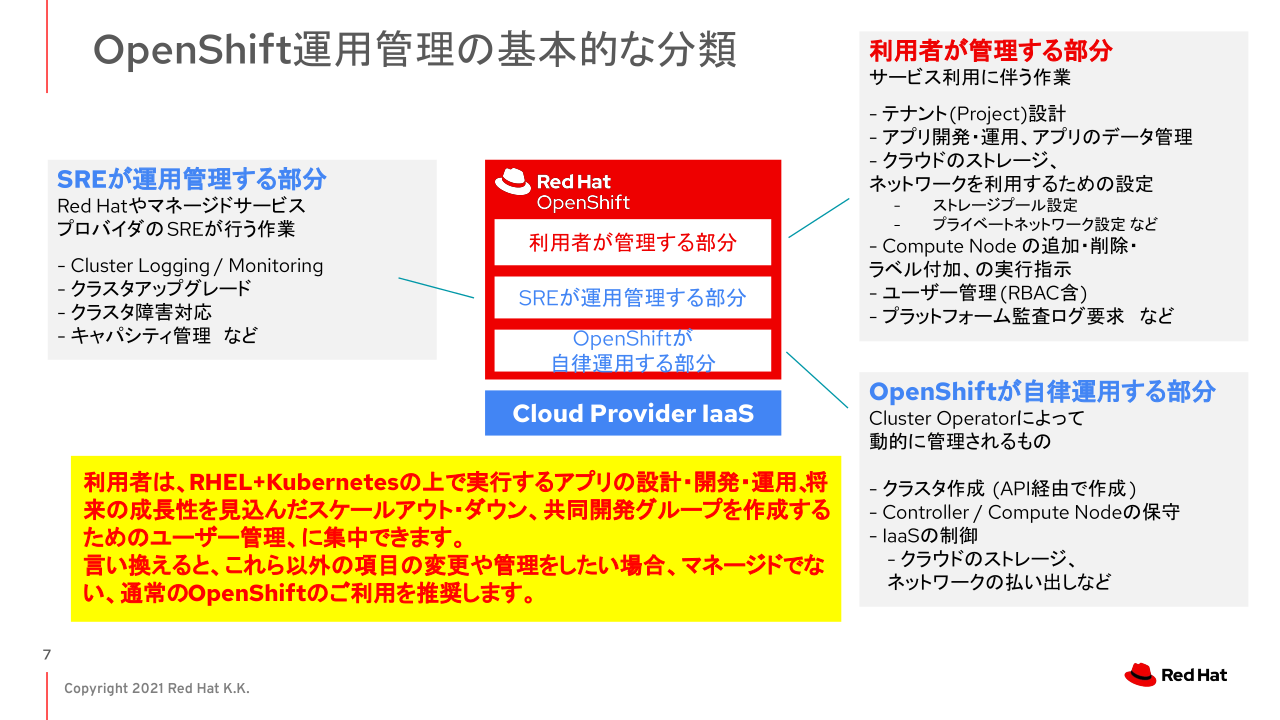 OpenShift運用管理の基本的な分類
SREが運用管理する部分
Red Hatやマネージドサービス
プロバイダのSREが行う作業
- Cluster Logging / Monitoring
- クラスタアップグレード
- クラスタ障害対応
- キャパシティ管理　など
Red Hat
OpenShift
利用者が管理する部分
SREが運用管理する部分
OpenShiftが
自律運用する部分
Cloud Provider IaaS
利用者が管理する部分
サービス利用に伴う作業
- テナント(Project)設計
- アプリ開発・運用、アプリのデータ管理
- クラウドのストレージ、
ネットワークを利用するための設定
- ストレージプール設定
- プライベートネットワーク設定 など
- Compute Node の追加・削除・
ラベル付加、の実行指示
- ユーザー管理(RBAC含)
- プラットフォーム監査ログ要求　など
OpenShiftが自律運用する部分
Cluster Operatorによって
動的に管理されるもの
- クラスタ作成 (API経由で作成)
- Controller / Compute Nodeの保守
- IaaSの制御
- クラウドのストレージ、
ネットワークの払い出しなど
利用者は、RHEL+Kubernetesの上で実行するアプリの設計・開発・運用、将
来の成長性を見込んだスケールアウト・ダウン、共同開発グループを作成する
ためのユーザー管理、に集中できます。
言い換えると、これら以外の項目の変更や管理をしたい場合、マネージドでな
い、通常のOpenShiftのご利用を推奨します。
7
Copyright 2021 Red Hat K.K.
Red Hat